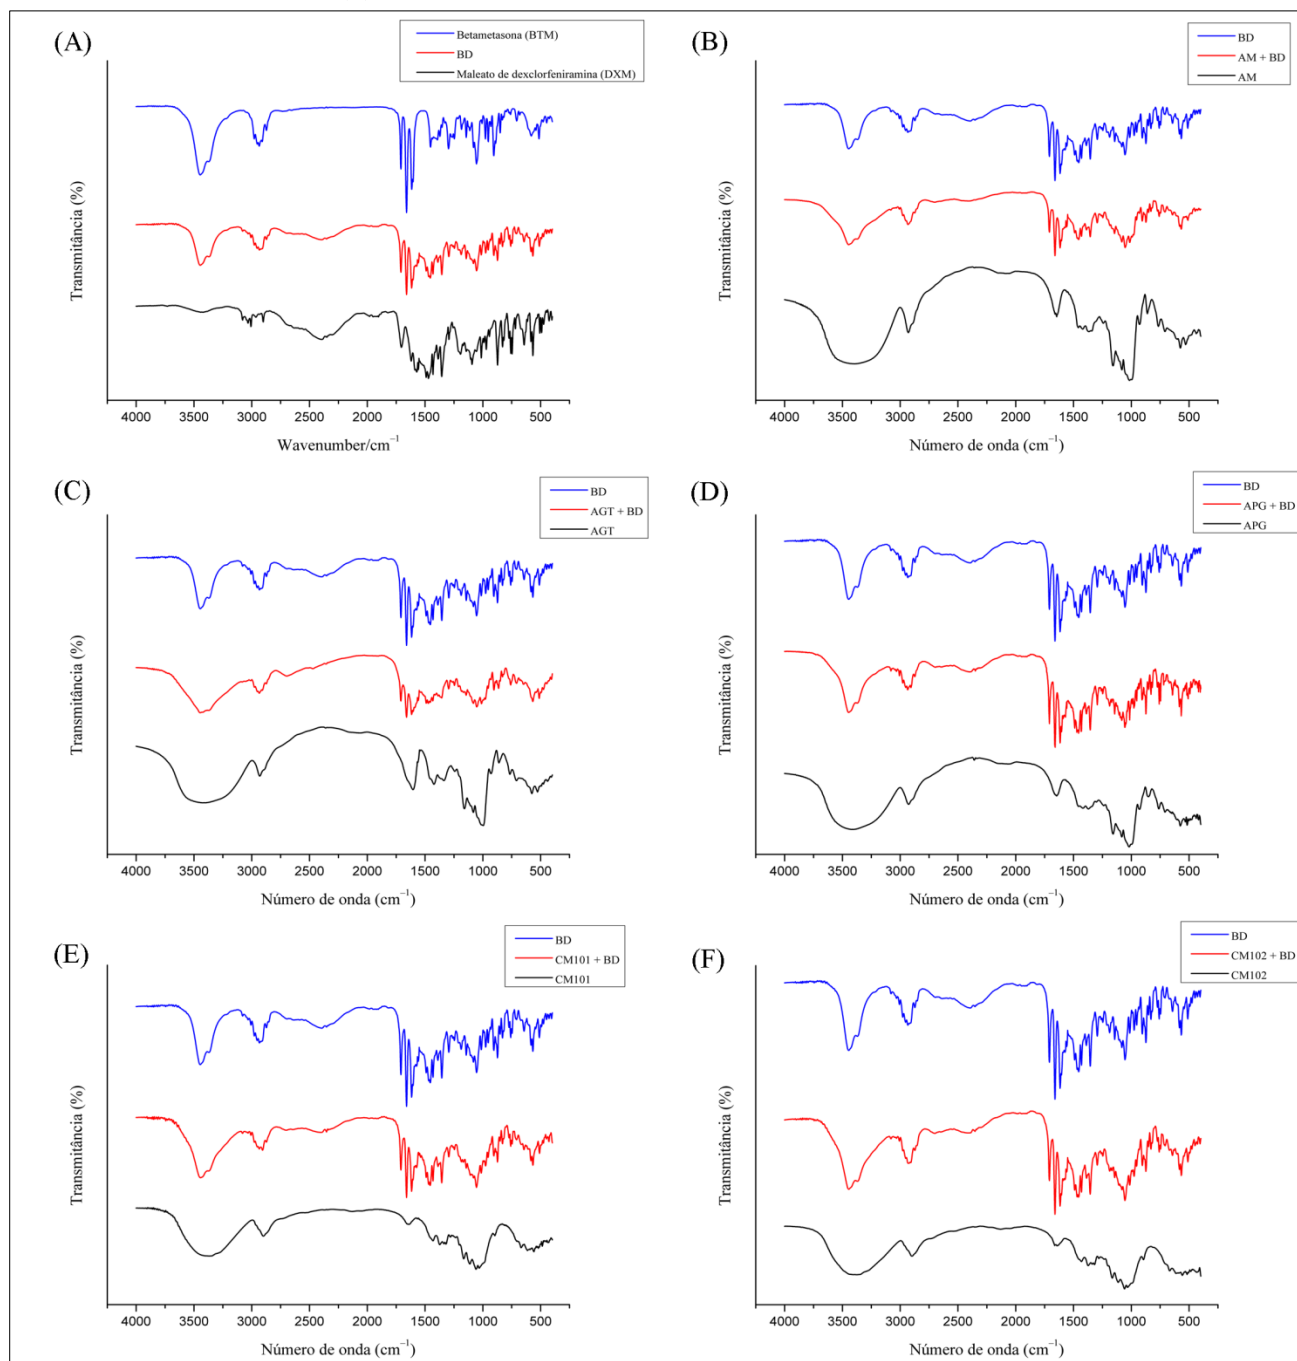 (A)
Betametasona (BTM)
BD
Maleato de dexclorfeniramina (DXM)
Transmitância (%)
4000 3500 3000 2500 2000 1500 1000 500
Wavenumber/cm⁻¹
(B)
BD
AM + BD
AM
Transmitância (%)
4000 3500 3000 2500 2000 1500 1000 500
Número de onda (cm⁻¹)
(C)
BD
AGT + BD
AGT
Transmitância (%)
4000 3500 3000 2500 2000 1500 1000 500
Número de onda (cm⁻¹)
(D)
BD
APG + BD
APG
Transmitância (%)
4000 3500 3000 2500 2000 1500 1000 500
Número de onda (cm⁻¹)
(E)
BD
CM101 + BD
CM101
Transmitância (%)
4000 3500 3000 2500 2000 1500 1000 500
Número de onda (cm⁻¹)
(F)
BD
CM102 + BD
CM102
Transmitância (%)
4000 3500 3000 2500 2000 1500 1000 500
Número de onda (cm⁻¹)